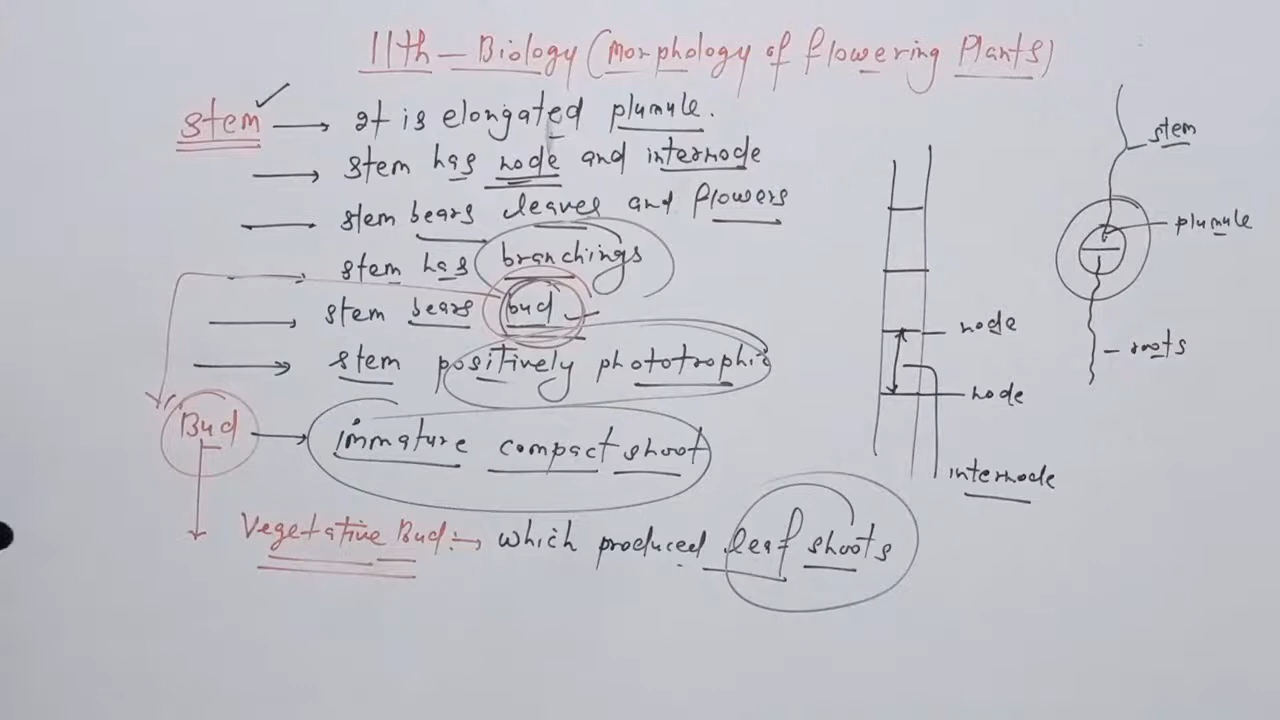 11th - Biology (Morphology of flowering Plants)
stem → It is elongated plumule.
→ stem has node and internode
→ stem bears leaves and flowers
→ stem has branchings
→ stem bears bud
→ stem positively phototrophic
Bud → immature compact shoot
Vegetative Bud :→ which produced leaf shoots
node
node
internode
stem
plumule
roots